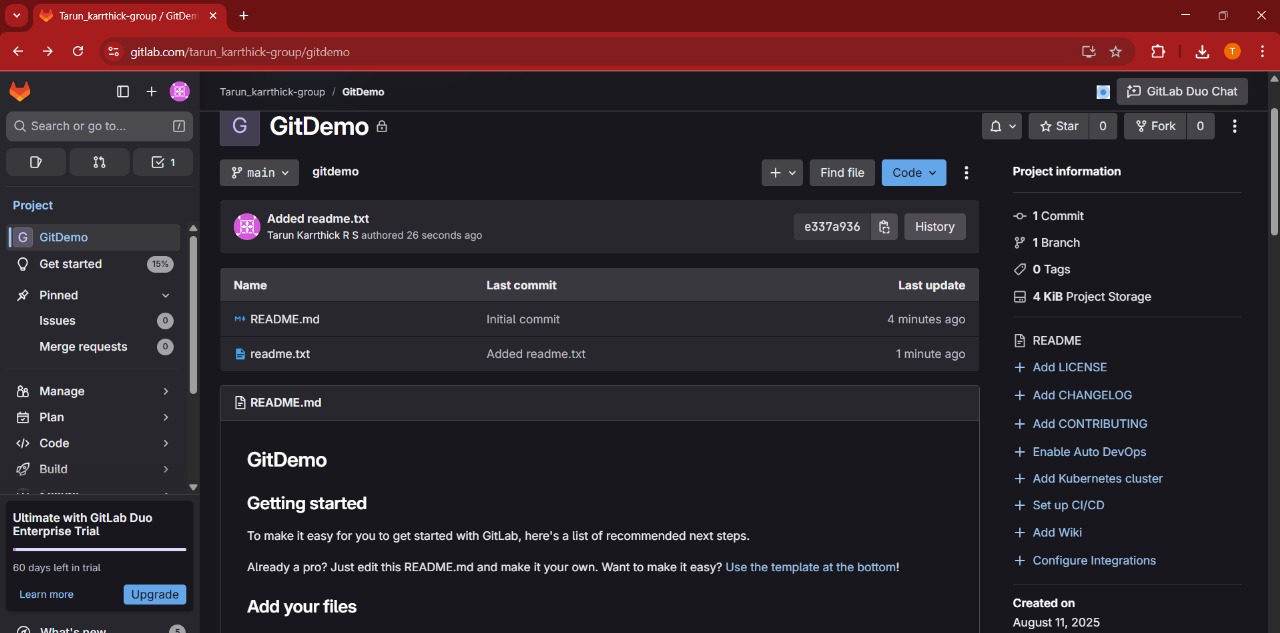 Tarun_karrthick-group / GitDem
gitlab.com/tarun_karrthick-group/gitdemo
T
Tarun_karrthick-group / GitDemo
GitLab Duo Chat
Search or go to... /
1
Project
G GitDemo
Get started 15%
Pinned
Issues 0
Merge requests 0
Manage
Plan
Code
Build
Ultimate with GitLab Duo
Enterprise Trial
60 days left in trial
Learn more Upgrade
What's new 5
G GitDemo
Star 0 Fork 0
main gitdemo
Find file Code
Added readme.txt
Tarun Karrthick R S authored 26 seconds ago
e337a936 History
Name Last commit Last update
README.md Initial commit 4 minutes ago
readme.txt Added readme.txt 1 minute ago
README.md
GitDemo
Getting started
To make it easy for you to get started with GitLab, here's a list of recommended next steps.
Already a pro? Just edit this README.md and make it your own. Want to make it easy? Use the template at the bottom!
Add your files
Project information
1 Commit
1 Branch
0 Tags
4 KiB Project Storage
README
Add LICENSE
Add CHANGELOG
Add CONTRIBUTING
Enable Auto DevOps
Add Kubernetes cluster
Set up CI/CD
Add Wiki
Configure Integrations
Created on
August 11, 2025